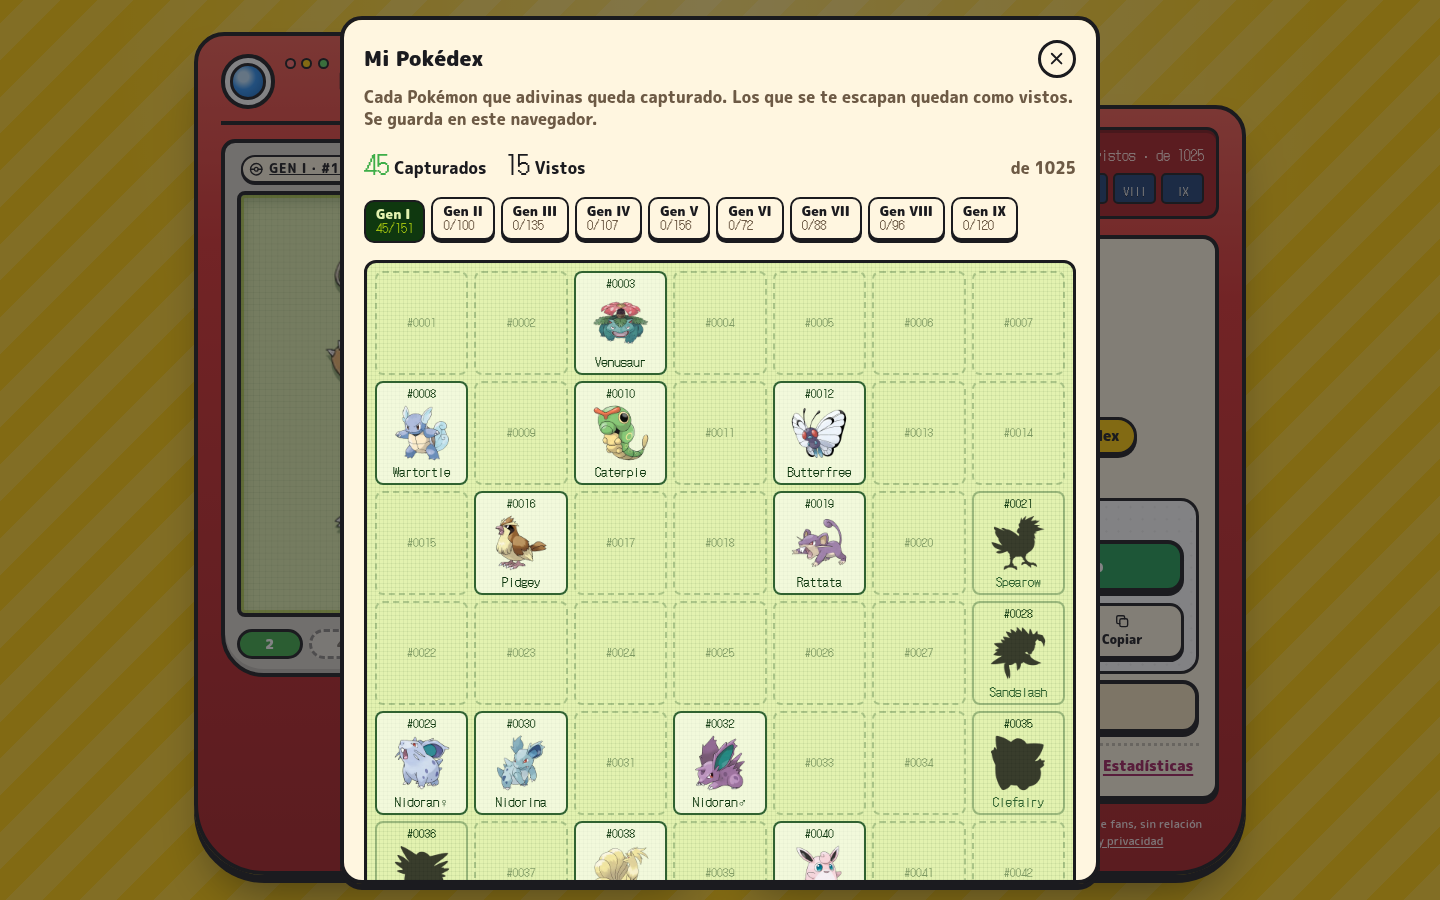 Mi Pokédex
Cada Pokémon que adivinas queda capturado. Los que se te escapan quedan como vistos.
Se guarda en este navegador.
45 Capturados 15 Vistos de 1025
Gen I Gen II Gen III Gen IV Gen V Gen VI Gen VII Gen VIII Gen IX
45/151 0/100 0/135 0/107 0/156 0/72 0/88 0/96 0/120
GEN I · #1
vistos · de 1025
VIII IX
#0001 #0002 #0003 #0004 #0005 #0006 #0007
Venusaur
#0008 #0009 #0010 #0011 #0012 #0013 #0014
Wartortle Caterpie Butterfree
#0015 #0016 #0017 #0018 #0019 #0020 #0021
Pidgey Rattata Spearow
#0022 #0023 #0024 #0025 #0026 #0027 #0028
Sandslash
#0029 #0030 #0031 #0032 #0033 #0034 #0035
Nidoran♀ Nidorina Nidoran♂ Clefairy
#0036 #0037 #0038 #0039 #0040 #0041 #0042
2
Copiar
Estadísticas
e fans, sin relación
y privacidad